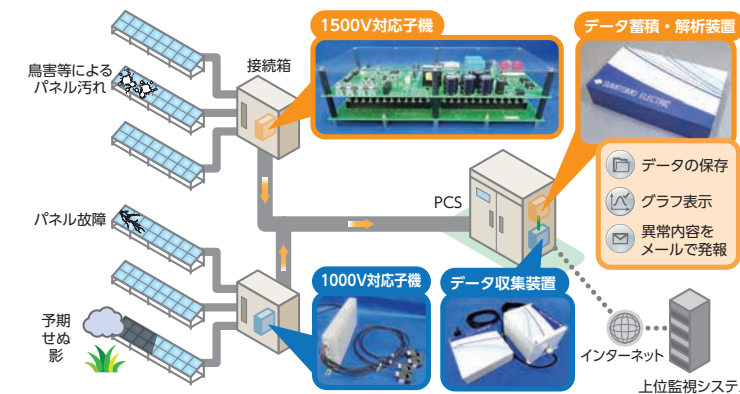 1500V対応子機
データ蓄積・解析装置
鳥害等による
パネル汚れ
接続箱
SUMITOMO ELECTRIC
データの保存
グラフ表示
異常内容を
メールで発報
PCS
パネル故障
1000V対応子機
データ収集装置
予期
せぬ
影
インターネット
上位監視システ